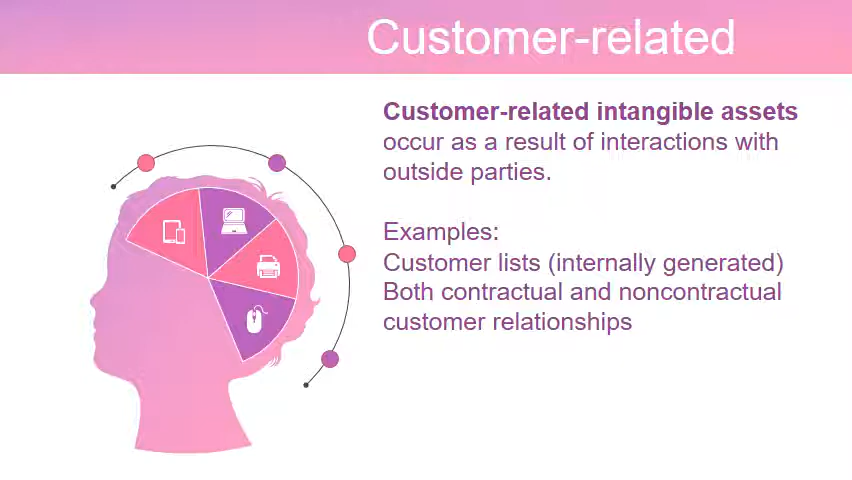 Customer-related
Customer-related intangible assets
occur as a result of interactions with
outside parties.
Examples:
Customer lists (internally generated)
Both contractual and noncontractual
customer relationships